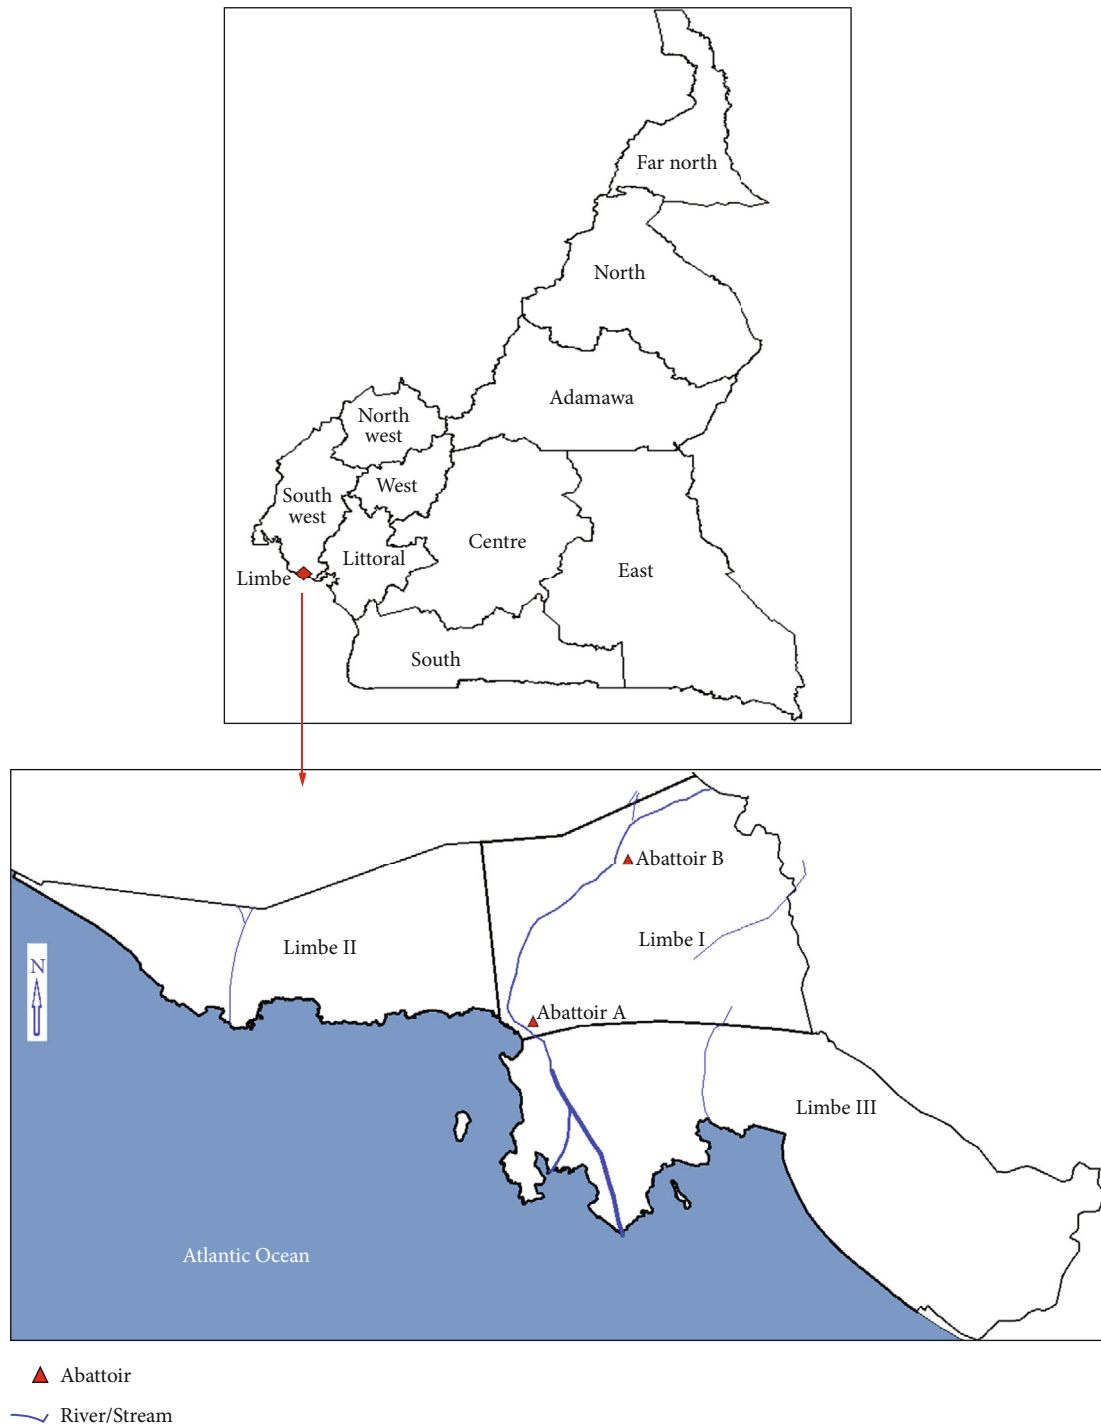 Far north
North
Adamawa
North
west
West
South
west
Centre
Littoral
East
Limbe
South
Abattoir B
Limbe I
Limbe II
N
Abattoir A
Limbe III
Atlantic Ocean
Abattoir
River/Stream